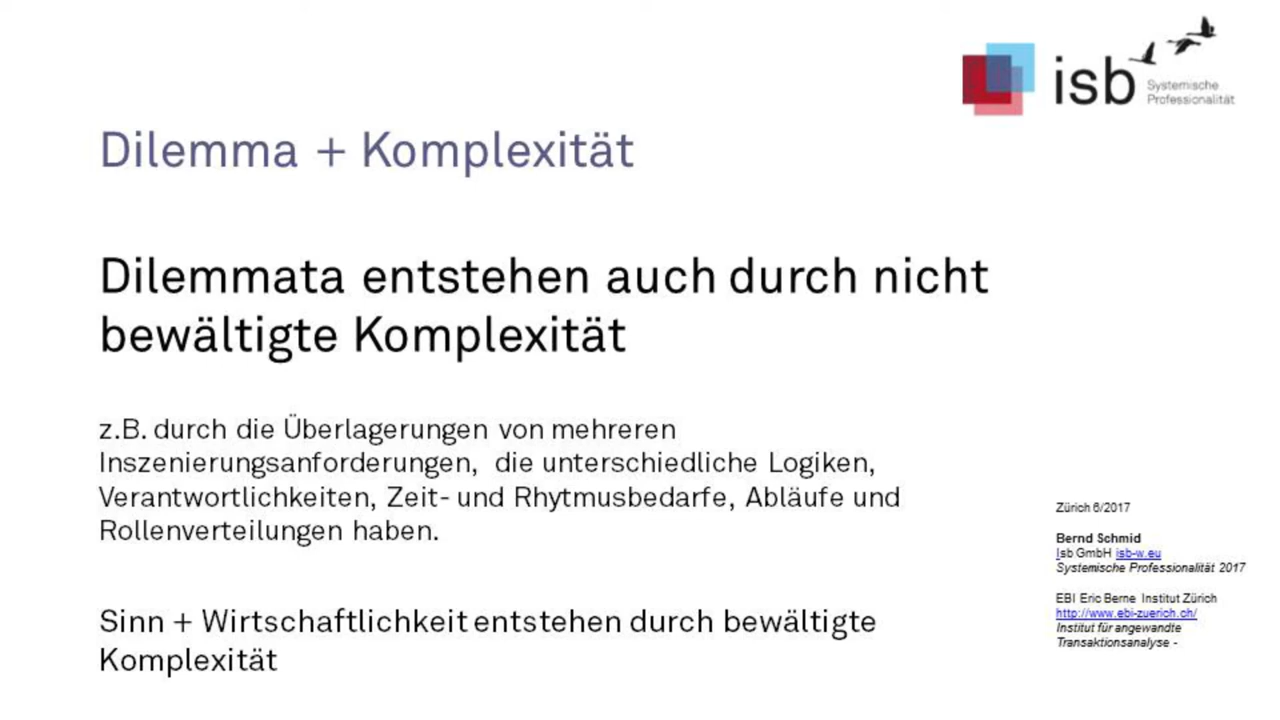 isb
Systemische
Professionalität
Dilemma + Komplexität
Dilemmata entstehen auch durch nicht
bewältigte Komplexität
z.B. durch die Überlagerungen von mehreren
Inszenierungsanforderungen, die unterschiedliche Logiken,
Verantwortlichkeiten, Zeit- und Rhytmusbedarfe, Abläufe und
Rollenverteilungen haben.
Sinn + Wirtschaftlichkeit entstehen durch bewältigte
Komplexität
Zürich 6/2017
Bernd Schmid
Isb GmbH isb-w.eu
Systemische Professionalität 2017
EBI Eric Berne Institut Zürich
http://www.ebi-zuerich.ch/
Institut für angewandte
Transaktionsanalyse -